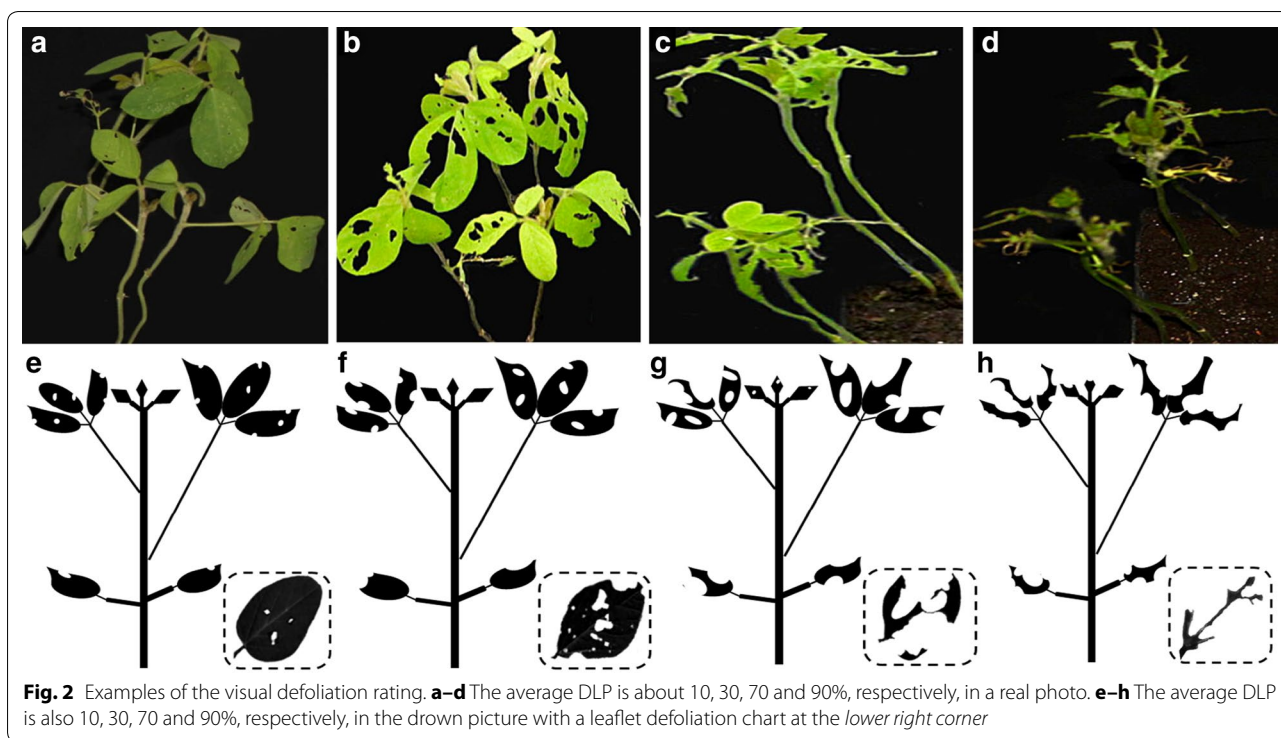 a b c d
e f g h
Fig. 2 Examples of the visual defoliation rating. a–d The average DLP is about 10, 30, 70 and 90%, respectively, in a real photo. e–h The average DLP
is also 10, 30, 70 and 90%, respectively, in the drown picture with a leaflet defoliation chart at the lower right corner